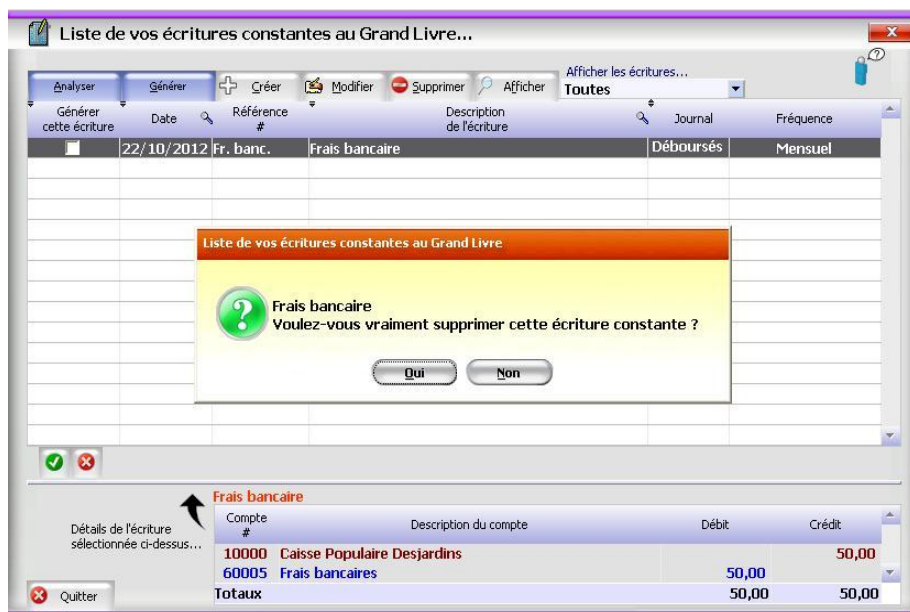 Liste de vos écritures constantes au Grand Livre...
Afficher les écritures...
Analyser Générer Créer Modifier Supprimer Afficher Toutes
Générer cette écriture Date Référence # Description de l'écriture Journal Fréquence
22/10/2012 Fr. banc. Frais bancaire Déboursés Mensuel
Liste de vos écritures constantes au Grand Livre
Frais bancaire
Voulez-vous vraiment supprimer cette écriture constante ?
Oui Non
Frais bancaire
Détails de l'écriture
sélectionnée ci-dessus...
Compte # Description du compte Débit Crédit
10000 Caisse Populaire Desjardins 50,00
60005 Frais bancaires 50,00
Quitter
Totaux 50,00 50,00